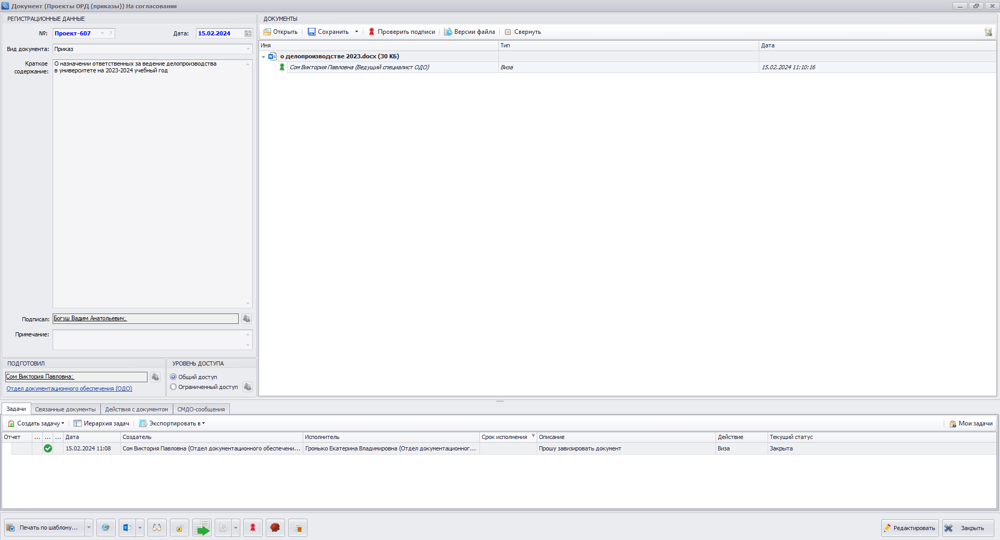 Документ (Проекты ОРД (приказы)) На согласовании
РЕГИСТРАЦИОННЫЕ ДАННЫЕ
№: Проект-607 ? Дата: 15.02.2024
Вид документа: Приказ
Краткое содержание: О назначении ответственных за ведение делопроизводства
в университете на 2023-2024 учебный год
Подписал: Богуш Вадим Анатольевич;
Примечание:
ПОДГОТОВИЛ
Сом Виктория Павловна;
Отдел документационного обеспечения (ОДО)
УРОВЕНЬ ДОСТУПА
Общий доступ
Ограниченный доступ
ДОКУМЕНТЫ
Открыть Сохранить Проверить подписи Версии файла Свернуть
Имя Тип Дата
о делопроизводстве 2023.docx (30 КБ)
Сом Виктория Павловна (Ведущий специалист ОДО) Виза 15.02.2024 11:10:16
Задачи Связанные документы Действия с документом СМДО-сообщения
Создать задачу Иерархия задач Экспортировать в Мои задачи
Отчет ... ... ... Дата Создатель Исполнитель Срок исполнения Описание Действие Текущий статус
15.02.2024 11:08 Сом Виктория Павловна (Отдел документационного обеспечени... Громыко Екатерина Владимировна (Отдел документационног... Прошу завизировать документ Виза Закрыта
Печать по шаблону... Редактировать Закрыть